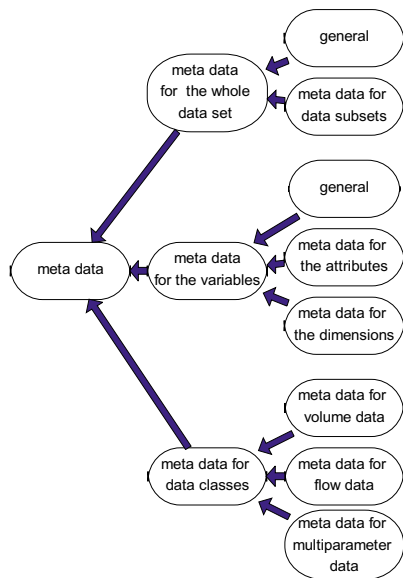 general
meta data
for the whole
data set
meta data for
data subsets
general
meta data for
the attributes
meta data
meta data
for the variables
meta data for
the dimensions
meta data for
volume data
meta data for
data classes
meta data for
flow data
meta data for
multiparameter
data